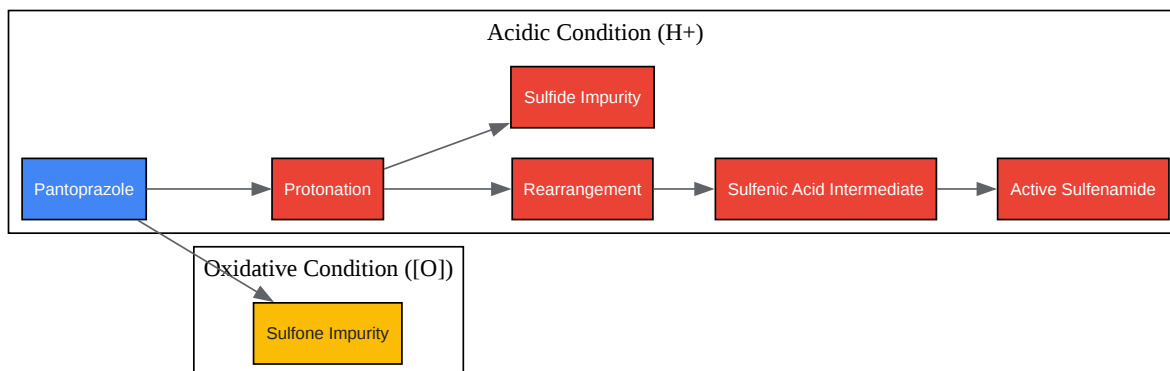 Acidic Condition (H+)
Sulfide Impurity
Pantoprazole
Protonation
Rearrangement
Sulfenic Acid Intermediate
Active Sulfenamide
Oxidative Condition ([O])
Sulfone Impurity